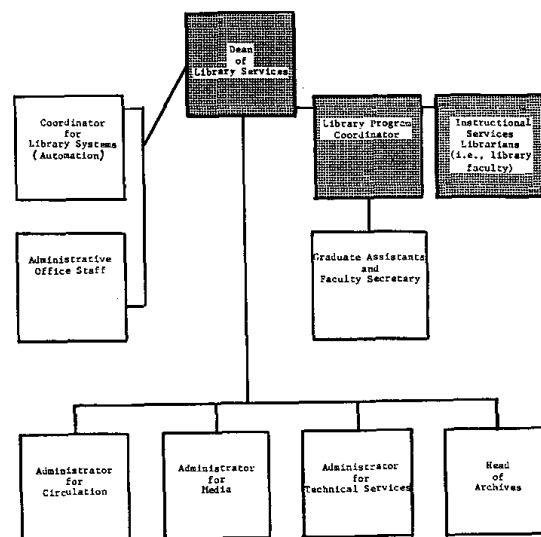 Dean
of
Library Services
Coordinator
for
Library Systems
(Automation)
Library Program
Coordinator
Instructional
Services
Librarians
(i.e., library
faculty)
Administrative
Office Staff
Graduate Assistants
and
Faculty Secretary
Administrator
for
Circulation
Administrator
for
Media
Administrator
for
Technical Services
Head
of
Archives